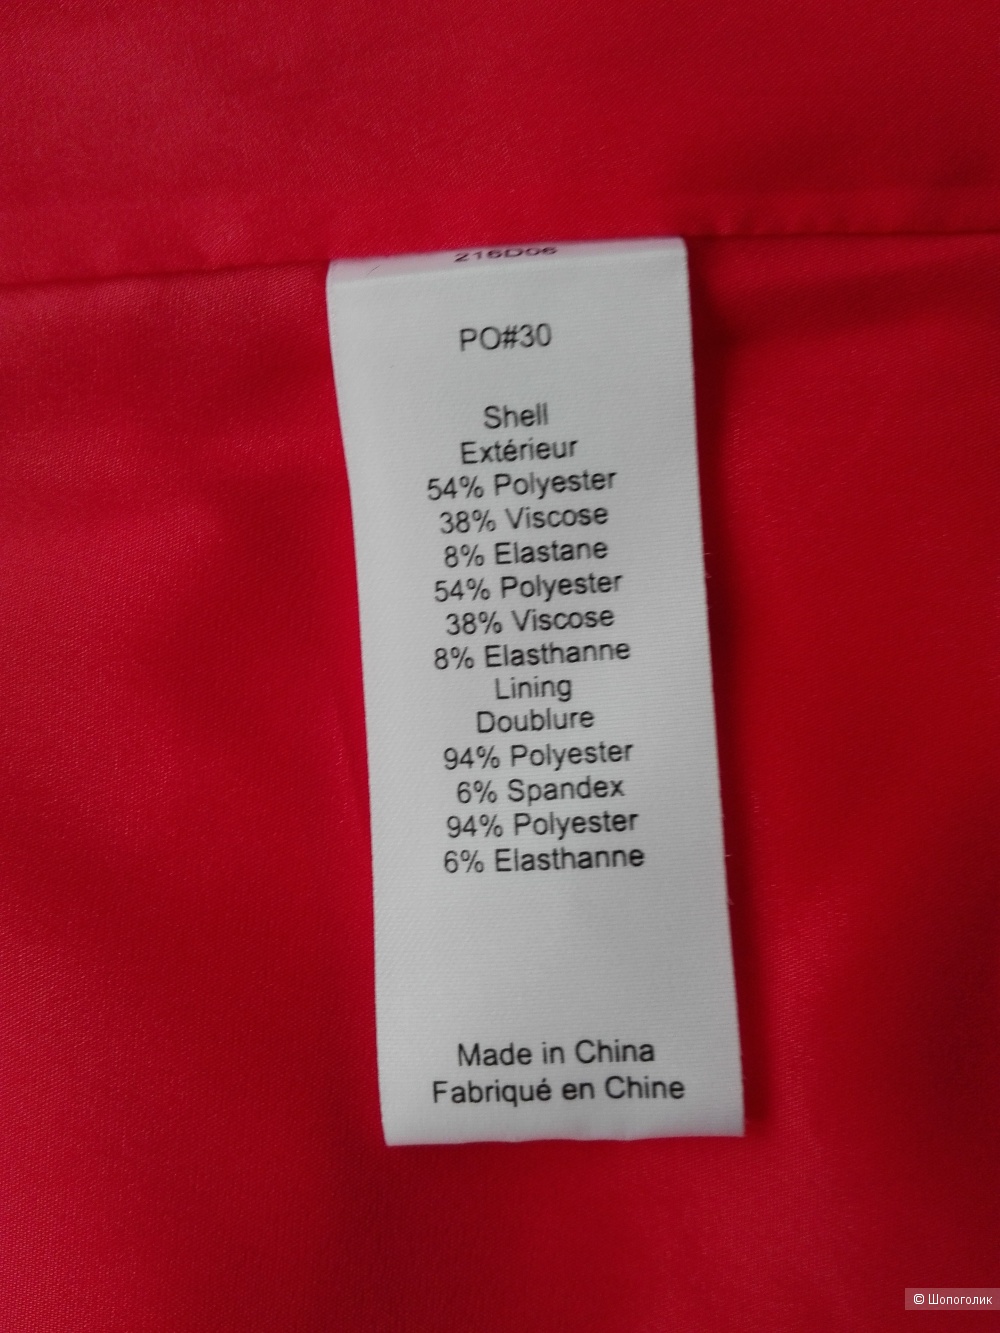 216D06
PO#30
Shell
Extérieur
54% Polyester
38% Viscose
8% Elastane
54% Polyester
38% Viscose
8% Elasthanne
Lining
Doublure
94% Polyester
6% Spandex
94% Polyester
6% Elasthanne
Made in China
Fabriqué en Chine
© Шопоголик